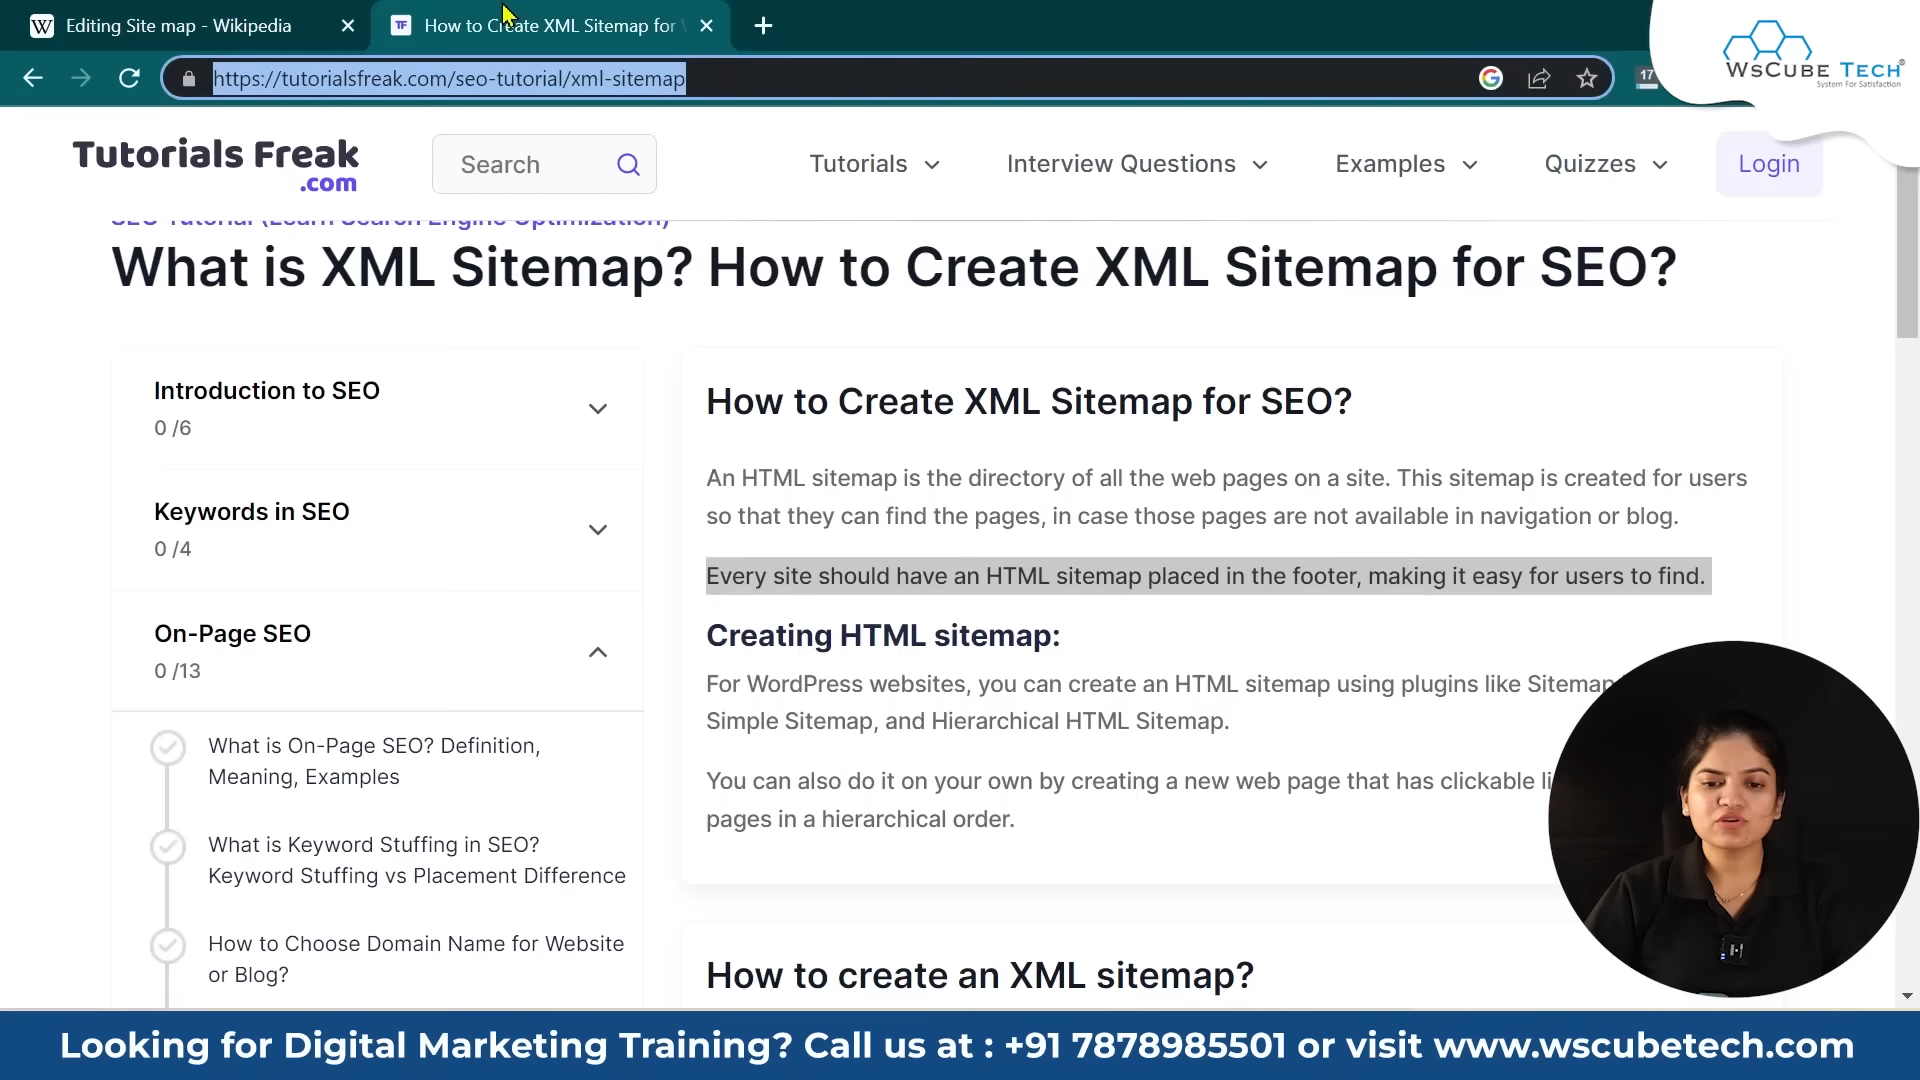 Editing Site map - Wikipedia
How to Create XML Sitemap for
https://tutorialsfreak.com/seo-tutorial/xml-sitemap
17
WsCube Tech®
System For Satisfaction
Tutorials Freak
.com
Search
Tutorials
Interview Questions
Examples
Quizzes
Login
SEO Tutorial (Learn Search Engine Optimization)
What is XML Sitemap? How to Create XML Sitemap for SEO?
Introduction to SEO
0 /6
Keywords in SEO
0 /4
On-Page SEO
0 /13
What is On-Page SEO? Definition,
Meaning, Examples
What is Keyword Stuffing in SEO?
Keyword Stuffing vs Placement Difference
How to Choose Domain Name for Website
or Blog?
How to Create XML Sitemap for SEO?
An HTML sitemap is the directory of all the web pages on a site. This sitemap is created for users
so that they can find the pages, in case those pages are not available in navigation or blog.
Every site should have an HTML sitemap placed in the footer, making it easy for users to find.
Creating HTML sitemap:
For WordPress websites, you can create an HTML sitemap using plugins like Sitemap
Simple Sitemap, and Hierarchical HTML Sitemap.
You can also do it on your own by creating a new web page that has clickable li
pages in a hierarchical order.
How to create an XML sitemap?
Looking for Digital Marketing Training? Call us at : +91 7878985501 or visit www.wscubetech.com